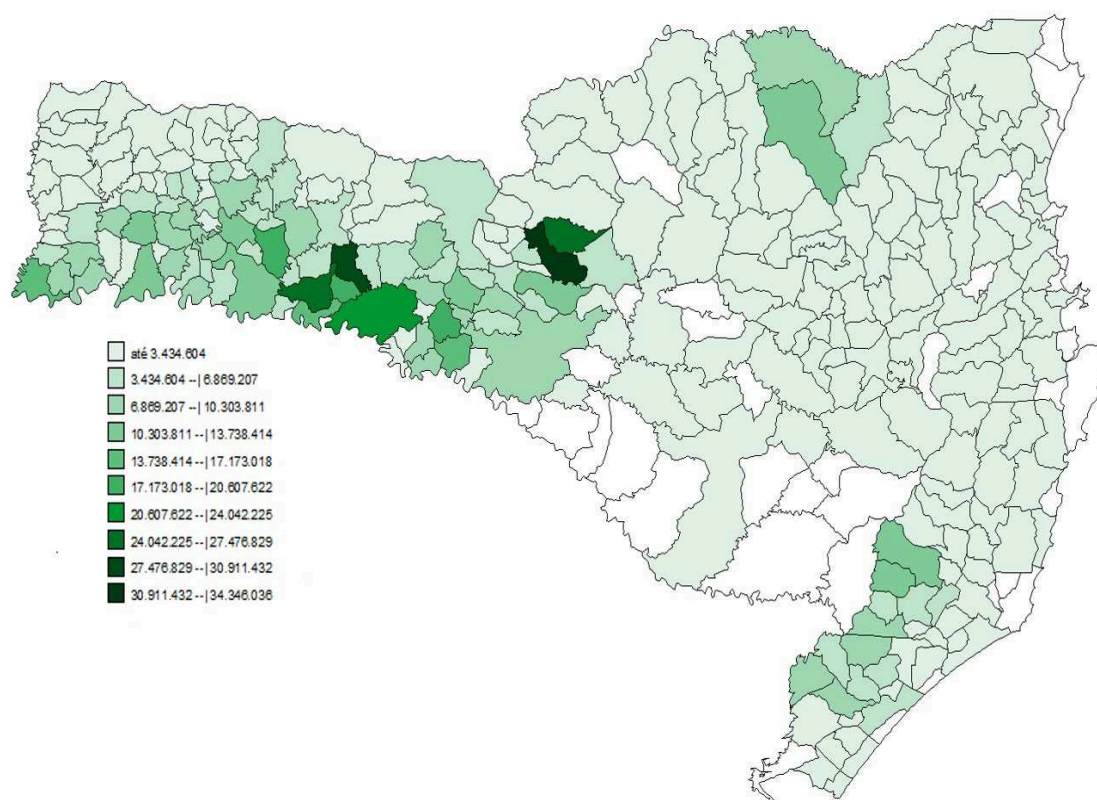 até 3.434.604
3.434.604 --| 6.869.207
6.869.207 --| 10.303.811
10.303.811 --| 13.738.414
13.738.414 --| 17.173.018
17.173.018 --| 20.607.622
20.607.622 --| 24.042.225
24.042.225 --| 27.476.829
27.476.829 --| 30.911.432
30.911.432 --| 34.346.036